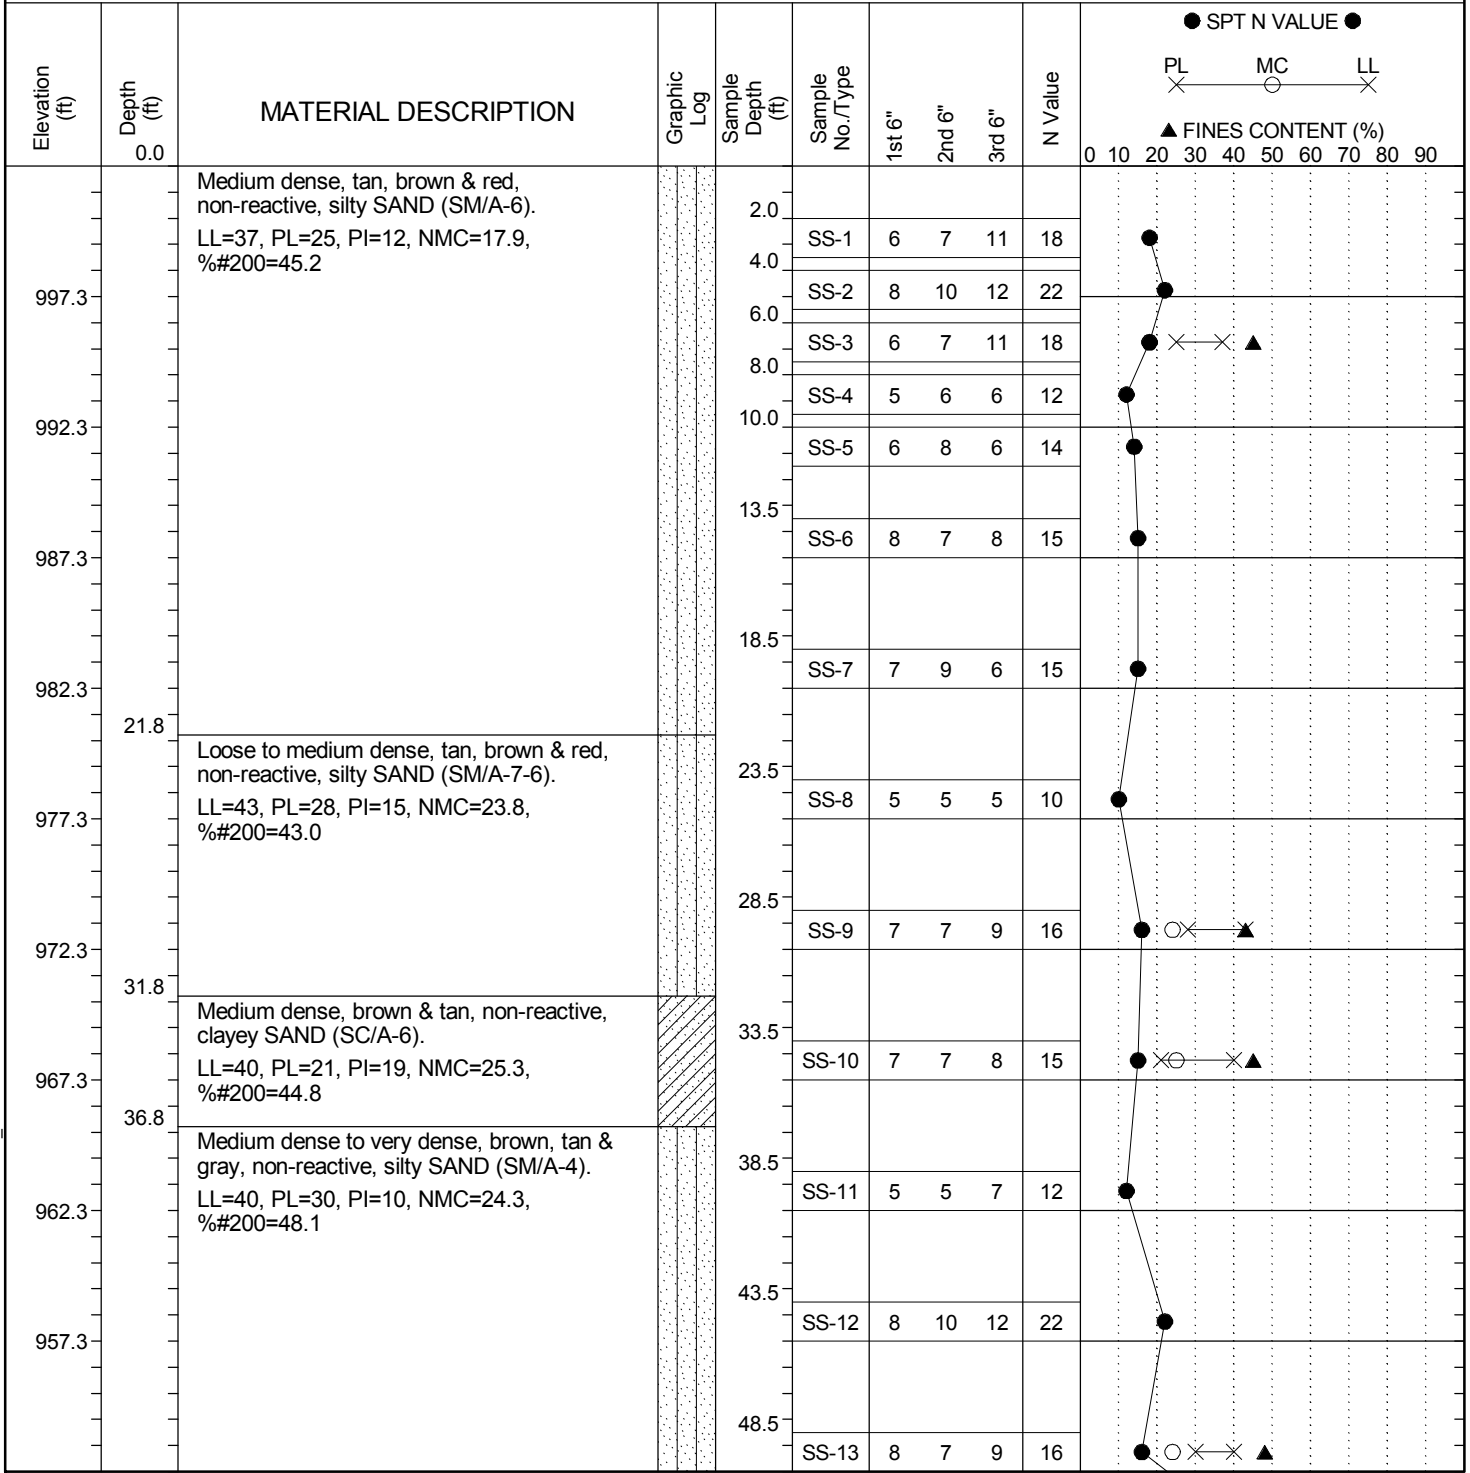 ● SPT N VALUE ●
PL MC LL
▲ FINES CONTENT (%)
0 10 20 30 40 50 60 70 80 90
Elevation
(ft)
Depth
(ft)
0.0
MATERIAL DESCRIPTION
Graphic
Log
Sample
Depth
(ft)
Sample
No./Type
1st 6"
2nd 6"
3rd 6"
N Value
Medium dense, tan, brown & red,
non-reactive, silty SAND (SM/A-6).
LL=37, PL=25, PI=12, NMC=17.9,
%#200=45.2
2.0
SS-1 6 7 11 18
4.0
997.3 SS-2 8 10 12 22
6.0
SS-3 6 7 11 18
8.0
SS-4 5 6 6 12
10.0
992.3
SS-5 6 8 6 14
13.5
SS-6 8 7 8 15
987.3
18.5
SS-7 7 9 6 15
982.3
21.8
Loose to medium dense, tan, brown & red,
non-reactive, silty SAND (SM/A-7-6).
LL=43, PL=28, PI=15, NMC=23.8,
%#200=43.0
23.5
SS-8 5 5 5 10
977.3
28.5
SS-9 7 7 9 16
972.3
31.8
Medium dense, brown & tan, non-reactive,
clayey SAND (SC/A-6).
LL=40, PL=21, PI=19, NMC=25.3,
%#200=44.8
33.5
SS-10 7 7 8 15
967.3
36.8
Medium dense to very dense, brown, tan &
gray, non-reactive, silty SAND (SM/A-4).
LL=40, PL=30, PI=10, NMC=24.3,
%#200=48.1
38.5
SS-11 5 5 7 12
962.3
43.5
SS-12 8 10 12 22
957.3
48.5
SS-13 8 7 9 16